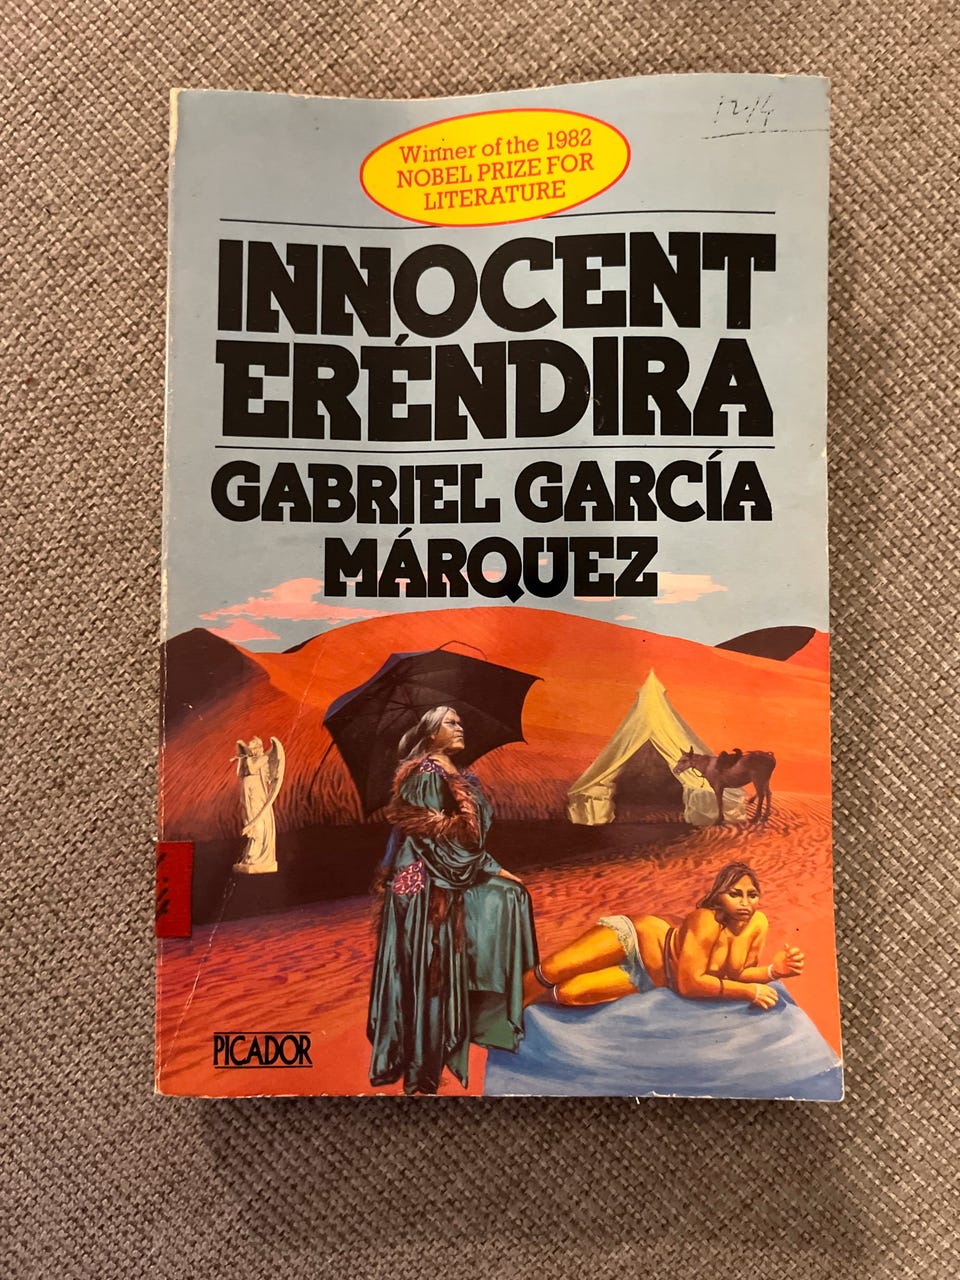 Winner of the 1982
NOBEL PRIZE FOR
LITERATURE
INNOCENT
ERÉNDIRA
GABRIEL GARCÍA
MÁRQUEZ
PICADOR